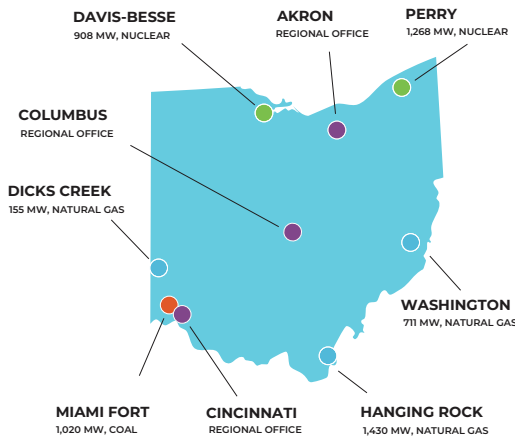 DAVIS-BESSE
908 MW, NUCLEAR
AKRON
REGIONAL OFFICE
PERRY
1,268 MW, NUCLEAR
COLUMBUS
REGIONAL OFFICE
DICKS CREEK
155 MW, NATURAL GAS
WASHINGTON
711 MW, NATURAL GAS
MIAMI FORT
1,020 MW, COAL
CINCINNATI
REGIONAL OFFICE
HANGING ROCK
1,430 MW, NATURAL GAS